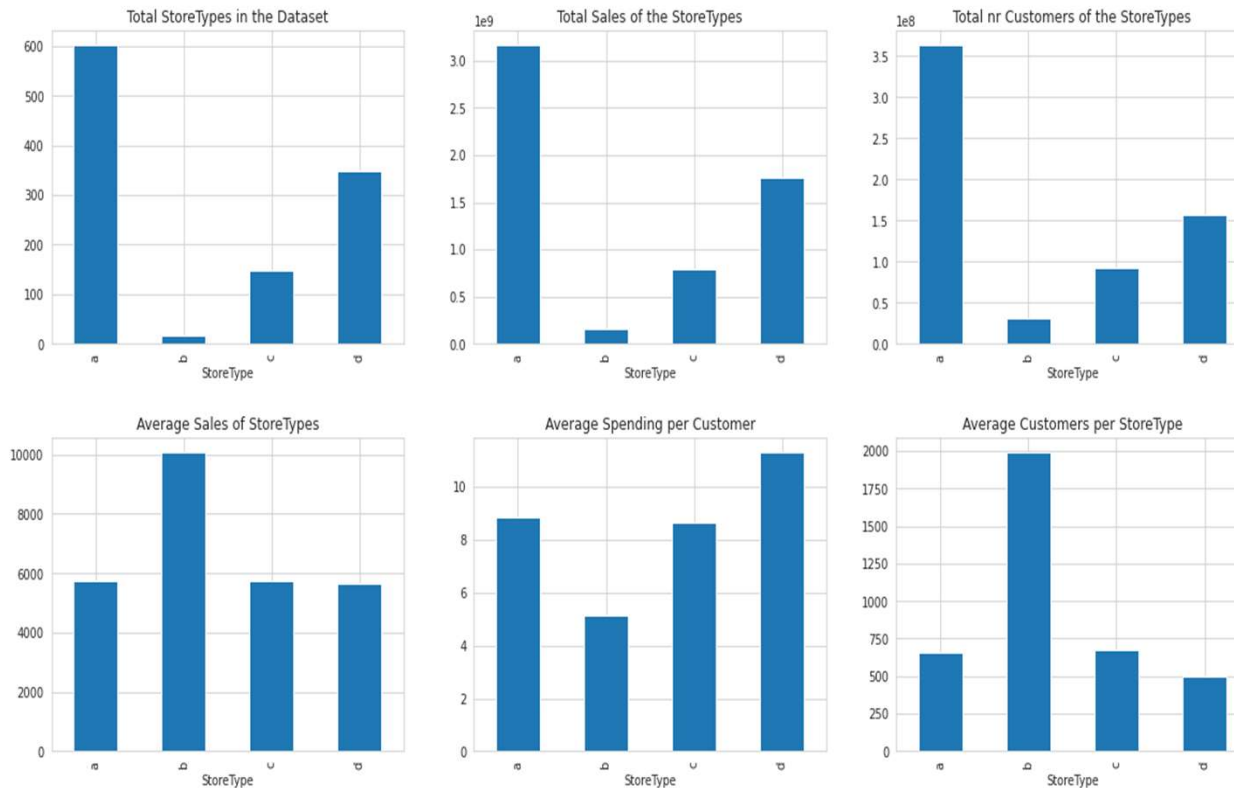 Total StoreTypes in the Dataset
600
500
400
300
200
100
0
a
b
c
d
StoreType
Total Sales of the StoreTypes
1e9
3.0
2.5
2.0
1.5
1.0
0.5
0.0
a
b
c
d
StoreType
Total nr Customers of the StoreTypes
1e8
3.5
3.0
2.5
2.0
1.5
1.0
0.5
0.0
a
b
c
d
StoreType
Average Sales of StoreTypes
10000
8000
6000
4000
2000
0
a
b
c
d
StoreType
Average Spending per Customer
10
8
6
4
2
0
a
b
c
d
StoreType
Average Customers per StoreType
2000
1750
1500
1250
1000
750
500
250
0
a
b
c
d
StoreType